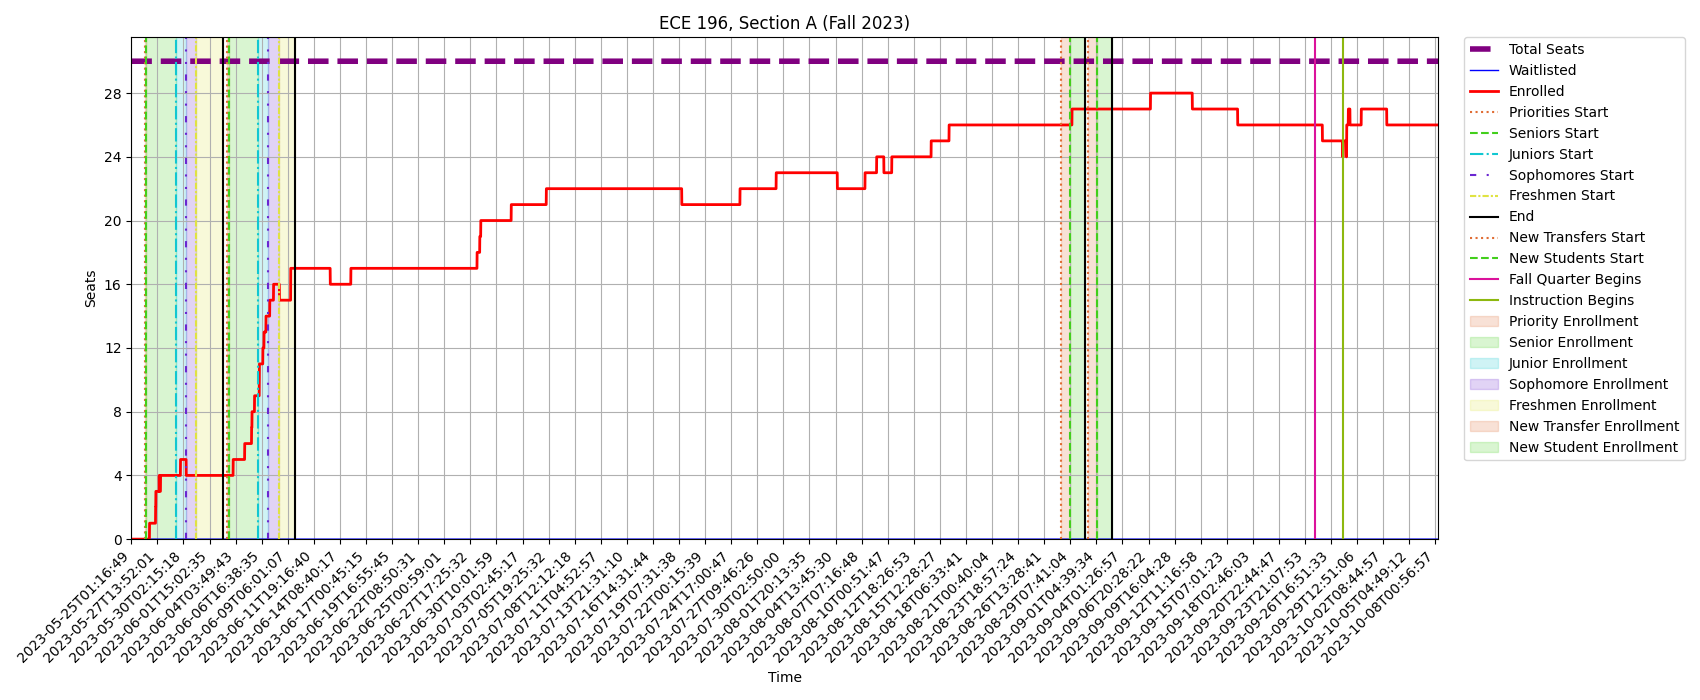 ECE 196, Section A (Fall 2023)
Seats
28
24
20
16
12
8
4
0
2023-05-25T01:16:49
2023-05-27T13:52:01
2023-05-30T02:15:18
2023-06-01T15:02:35
2023-06-04T03:49:43
2023-06-06T16:38:35
2023-06-09T06:01:07
2023-06-11T19:16:40
2023-06-14T08:40:17
2023-06-17T00:45:15
2023-06-19T16:55:45
2023-06-22T08:50:31
2023-06-25T00:59:01
2023-06-27T17:25:32
2023-06-30T10:01:59
2023-07-03T02:45:17
2023-07-05T19:25:32
2023-07-08T12:12:18
2023-07-11T04:52:57
2023-07-13T21:31:10
2023-07-16T14:31:44
2023-07-19T07:31:38
2023-07-22T00:15:39
2023-07-24T17:00:47
2023-07-27T09:46:26
2023-07-30T02:50:00
2023-08-01T20:13:35
2023-08-04T13:45:30
2023-08-07T07:16:48
2023-08-10T00:51:47
2023-08-12T18:26:53
2023-08-15T12:28:27
2023-08-18T06:33:41
2023-08-21T00:40:04
2023-08-23T18:57:24
2023-08-26T13:28:41
2023-08-29T07:41:04
2023-09-01T04:39:34
2023-09-04T01:26:57
2023-09-06T20:28:22
2023-09-09T16:04:28
2023-09-12T11:16:58
2023-09-15T07:01:23
2023-09-18T02:46:03
2023-09-20T22:44:47
2023-09-23T21:07:53
2023-09-26T16:51:33
2023-09-29T12:51:06
2023-10-02T08:44:57
2023-10-05T04:49:12
2023-10-08T00:56:57
Time
Total Seats
Waitlisted
Enrolled
Priorities Start
Seniors Start
Juniors Start
Sophomores Start
Freshmen Start
End
New Transfers Start
New Students Start
Fall Quarter Begins
Instruction Begins
Priority Enrollment
Senior Enrollment
Junior Enrollment
Sophomore Enrollment
Freshmen Enrollment
New Transfer Enrollment
New Student Enrollment